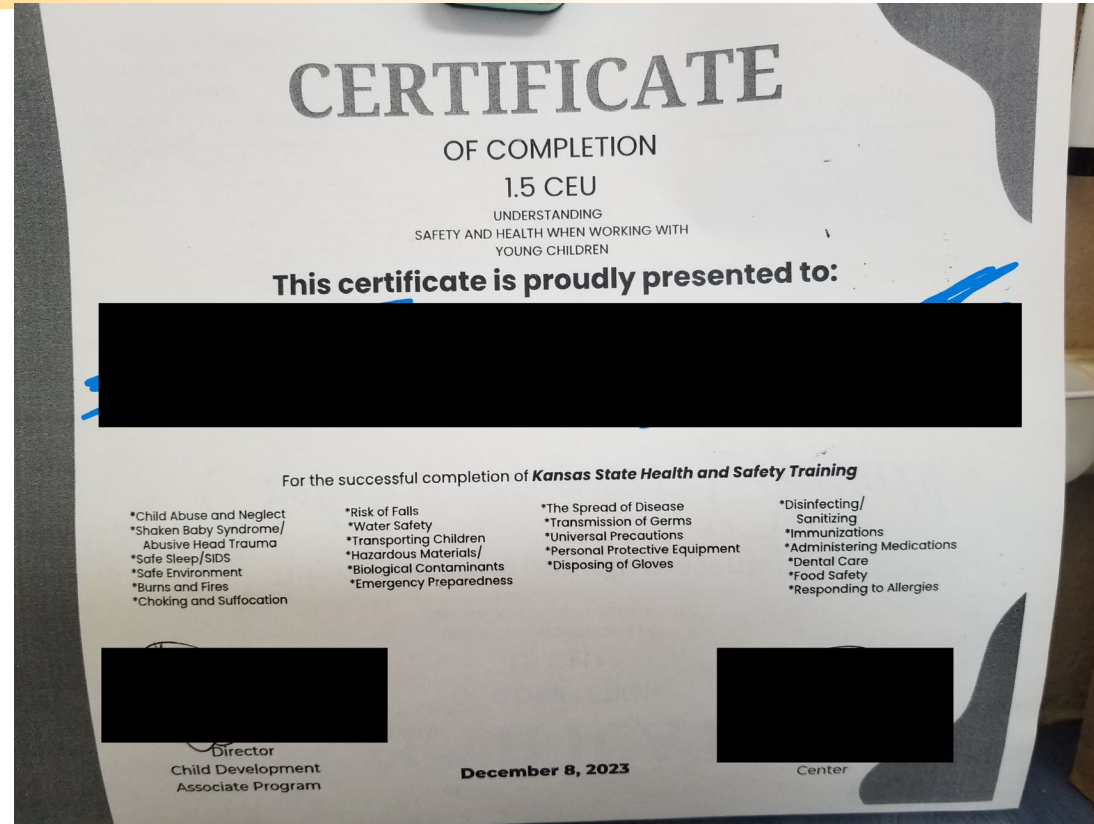 CERTIFICATE
OF COMPLETION
1.5 CEU
UNDERSTANDING
SAFETY AND HEALTH WHEN WORKING WITH
YOUNG CHILDREN
This certificate is proudly presented to:
For the successful completion of Kansas State Health and Safety Training
*Child Abuse and Neglect
*Shaken Baby Syndrome/
Abusive Head Trauma
*Safe Sleep/SIDS
*Safe Environment
*Burns and Fires
*Choking and Suffocation
*Risk of Falls
*Water Safety
*Transporting Children
*Hazardous Materials/
*Biological Contaminants
*Emergency Preparedness
*The Spread of Disease
*Transmission of Germs
*Universal Precautions
*Personal Protective Equipment
*Disposing of Gloves
*Disinfecting/
Sanitizing
*Immunizations
*Administering Medications
*Dental Care
*Food Safety
*Responding to Allergies
Director
Child Development
Associate Program
December 8, 2023
Center